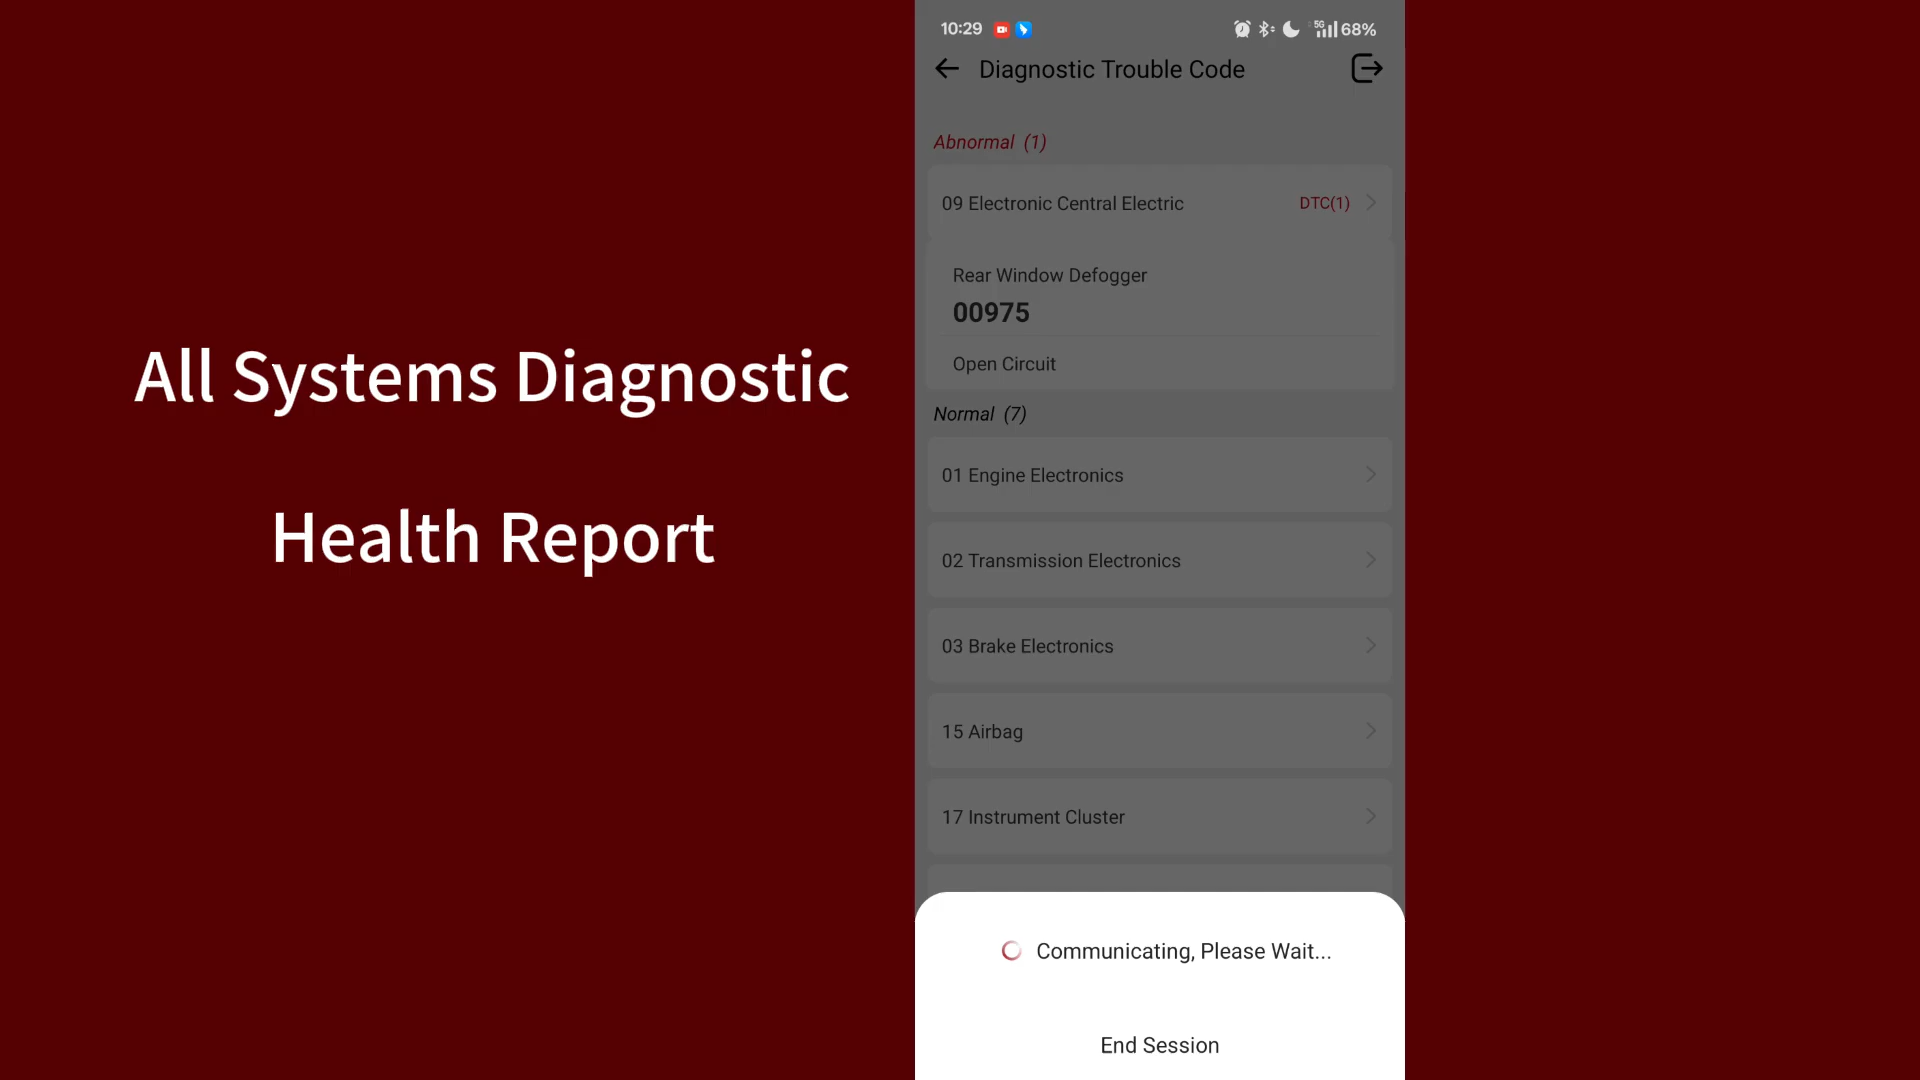 All Systems Diagnostic
Health Report
10:29
5G
68%
Diagnostic Trouble Code
Abnormal (1)
09 Electronic Central Electric DTC(1)
Rear Window Defogger
00975
Open Circuit
Normal (7)
01 Engine Electronics
02 Transmission Electronics
03 Brake Electronics
15 Airbag
17 Instrument Cluster
Communicating, Please Wait...
End Session